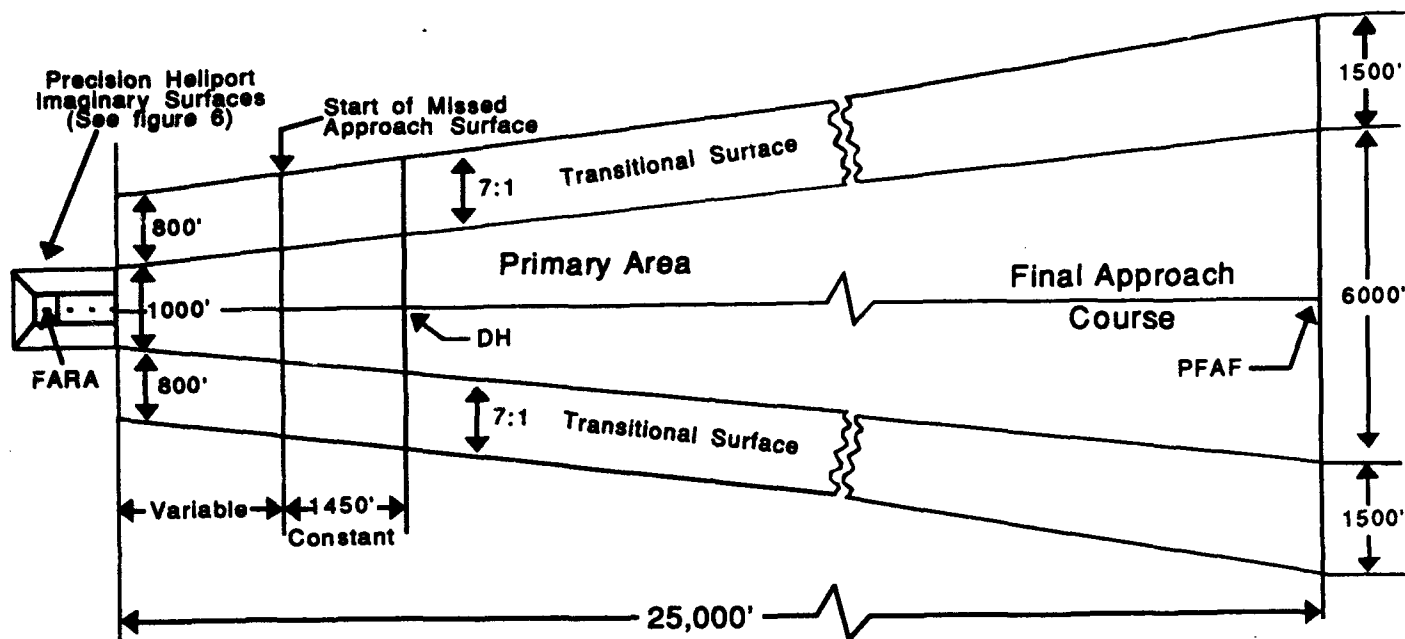 Precision Heliport
Imaginary Surfaces
(See figure 6)
Start of Missed
Approach Surface
1500'
7:1
Transitional Surface
800'
Primary Area
Final Approach
Course
1000'
6000'
DH
FARA
PFAF
800'
7:1
Transitional Surface
Variable
1450'
Constant
1500'
25,000'